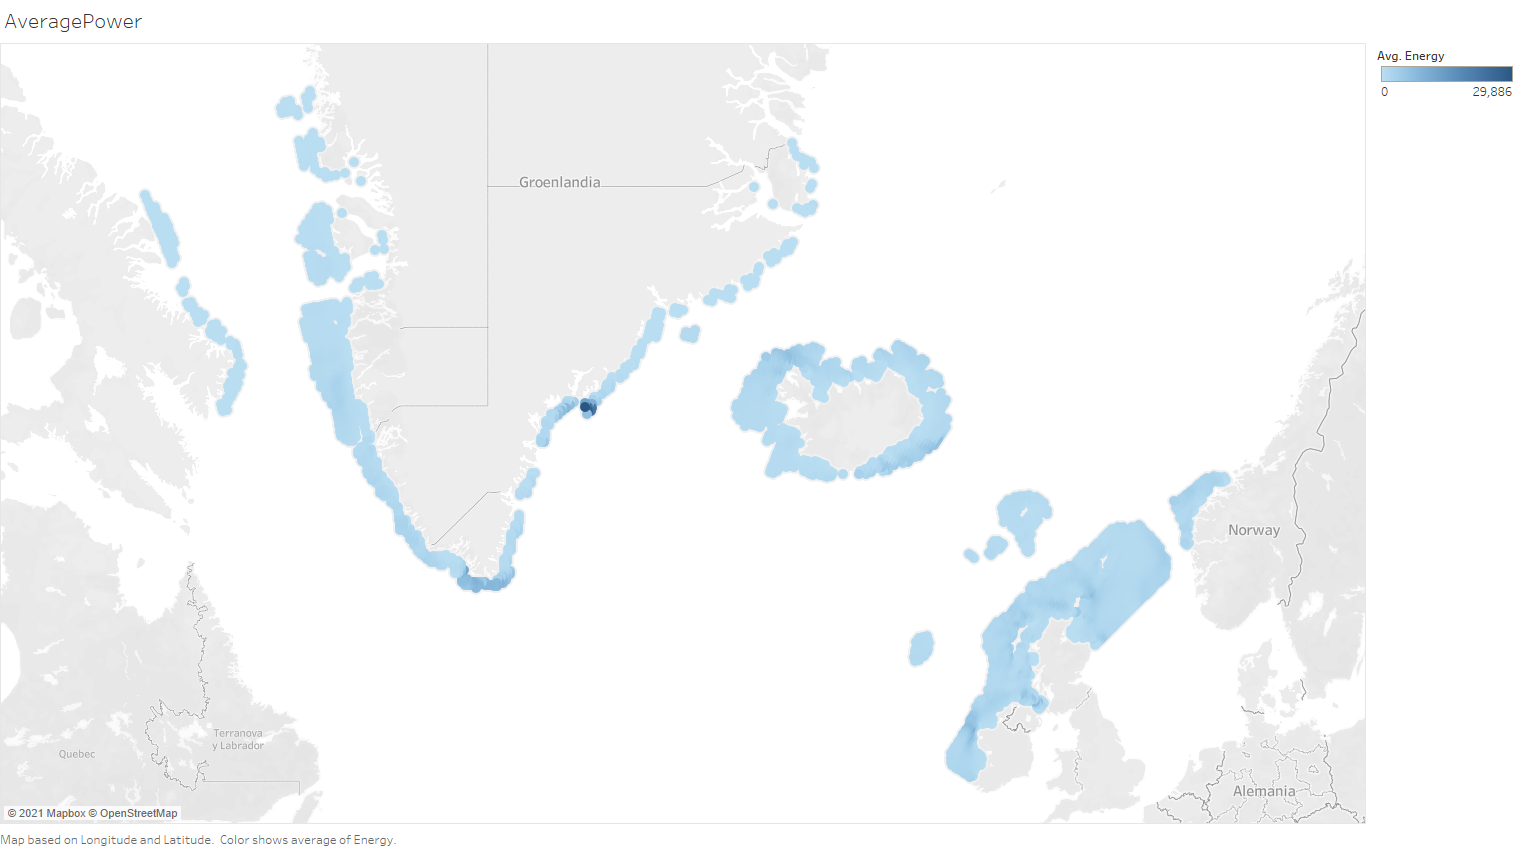 AveragePower
Avg. Energy
0 29,886
Groenlandia
Norway
Terranova
y Labrador
Quebec
Alemania
© 2021 Mapbox © OpenStreetMap
Map based on Longitude and Latitude. Color shows average of Energy.